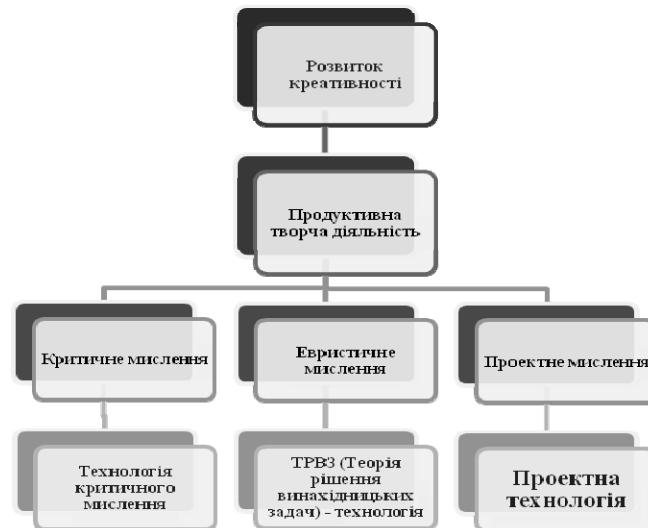 Розвиток
креативності
Продуктивна
творча діяльність
Критичне мислення
Евристичне
мислення
Проектне мислення
Технологія
критичного
мислення
ТРВЗ (Теорія
рішення
винахідницьких
задач) - технологія
Проектна
технологія